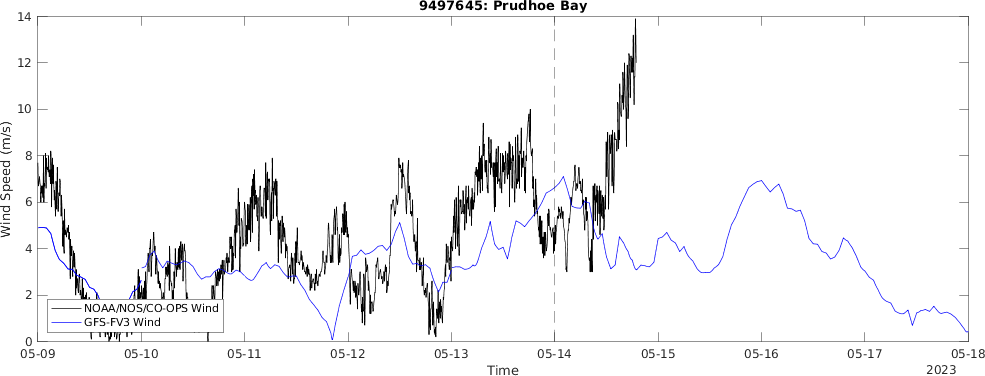 9497645: Prudhoe Bay
Wind Speed (m/s)
14
12
10
8
6
4
2
0
NOAA/NOS/CO-OPS Wind
GFS-FV3 Wind
05-09 05-10 05-11 05-12 05-13 05-14 05-15 05-16 05-17 05-18
Time
2023